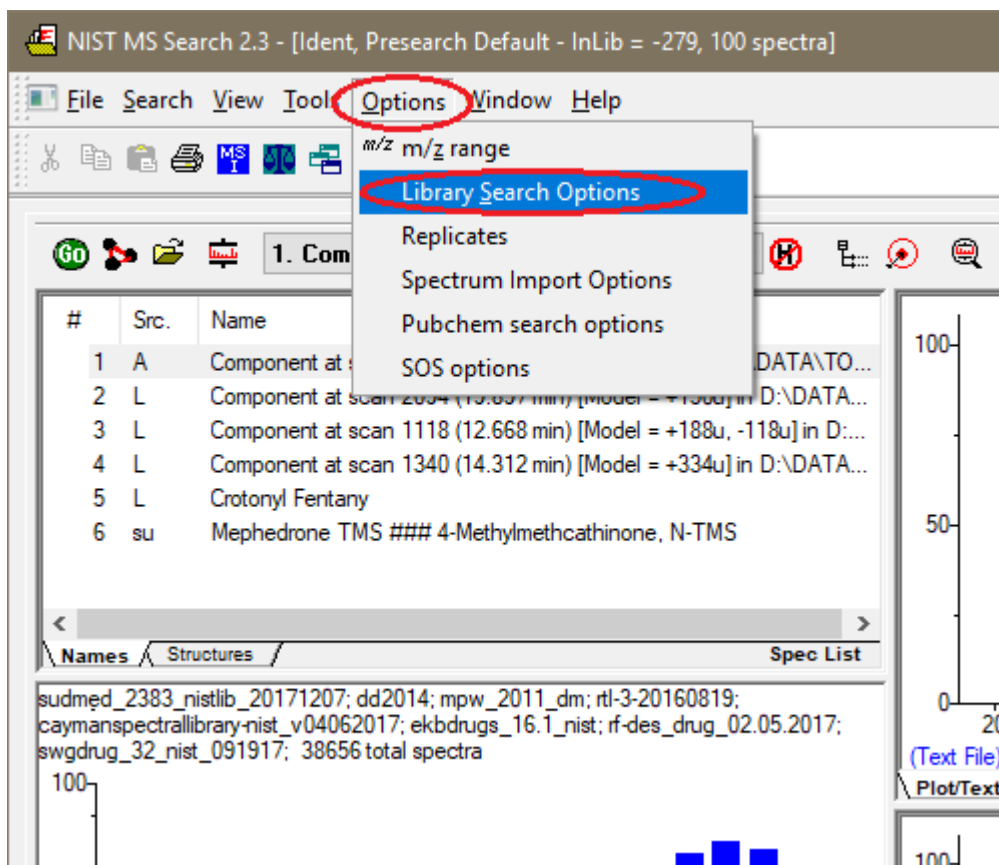 NIST MS Search 2.3 - [Ident, Presearch Default - InLib = -279, 100 spectra]
File Search View Tools Options Window Help
m/z m/z range
Library Search Options
Replicates
Spectrum Import Options
Pubchem search options
SOS options
MS I
GO 1. Com
H
# Src. Name
1 A Component at s \DATA\TO...
2 L Component at scan 2034 min) [Model = in D:\DATA...
3 L Component at scan 1118 (12.668 min) [Model = +188u, -118u] in D:...
4 L Component at scan 1340 (14.312 min) [Model = +334u] in D:\DATA...
5 L Crotonyl Fentany
6 su Mephedrone TMS ### 4-Methylmethcathinone, N-TMS
Names Structures Spec List
sudmed_2383_nistlib_20171207; dd2014; mpw_2011_dm; rtl-3-20160819;
caymanspectrallibrary-nist_v04062017; ekbdrugs_16.1_nist; rf-des_drug_02.05.2017;
swgdrug_32_nist_091917; 38656 total spectra
100
100
50
0
20
(Text File)
Plot/Text
100